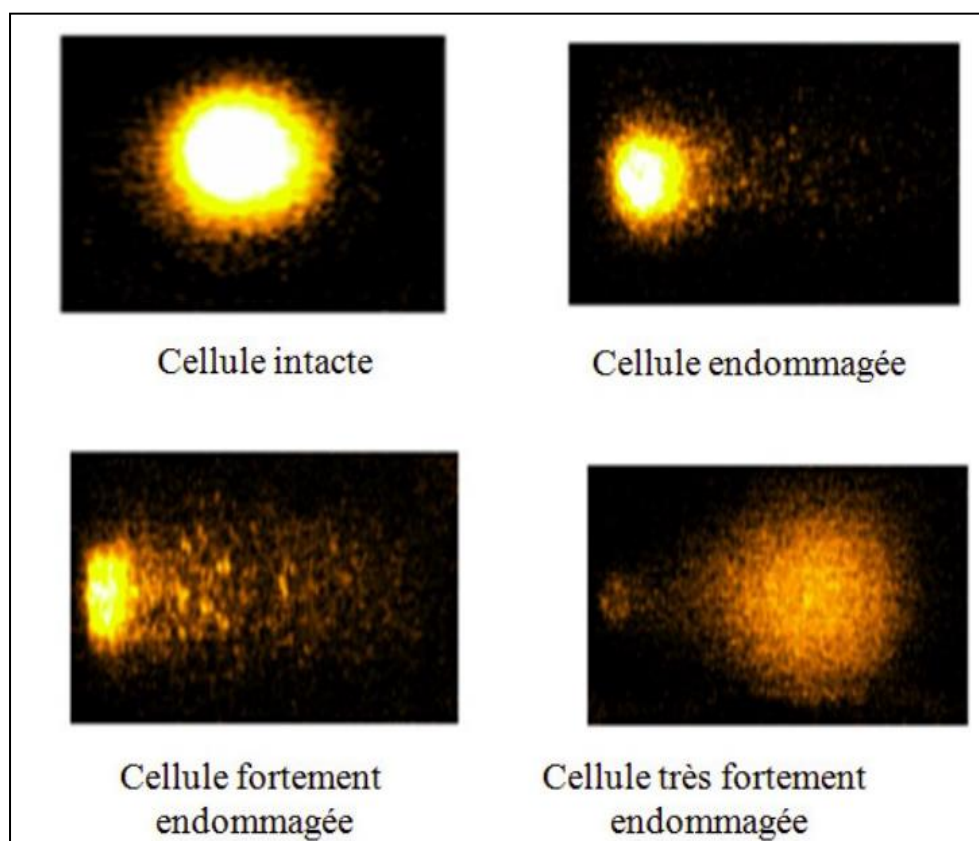 Cellule intacte
Cellule endommagée
Cellule fortement
endommagée
Cellule très fortement
endommagée